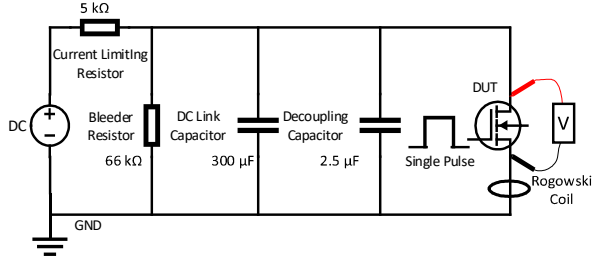 5 kΩ
Current Limiting
Resistor
DC
Bleeder
Resistor
66 kΩ
DC Link
Capacitor
300 µF
Decoupling
Capacitor
2.5 µF
Single Pulse
DUT
V
Rogowski
Coil
GND